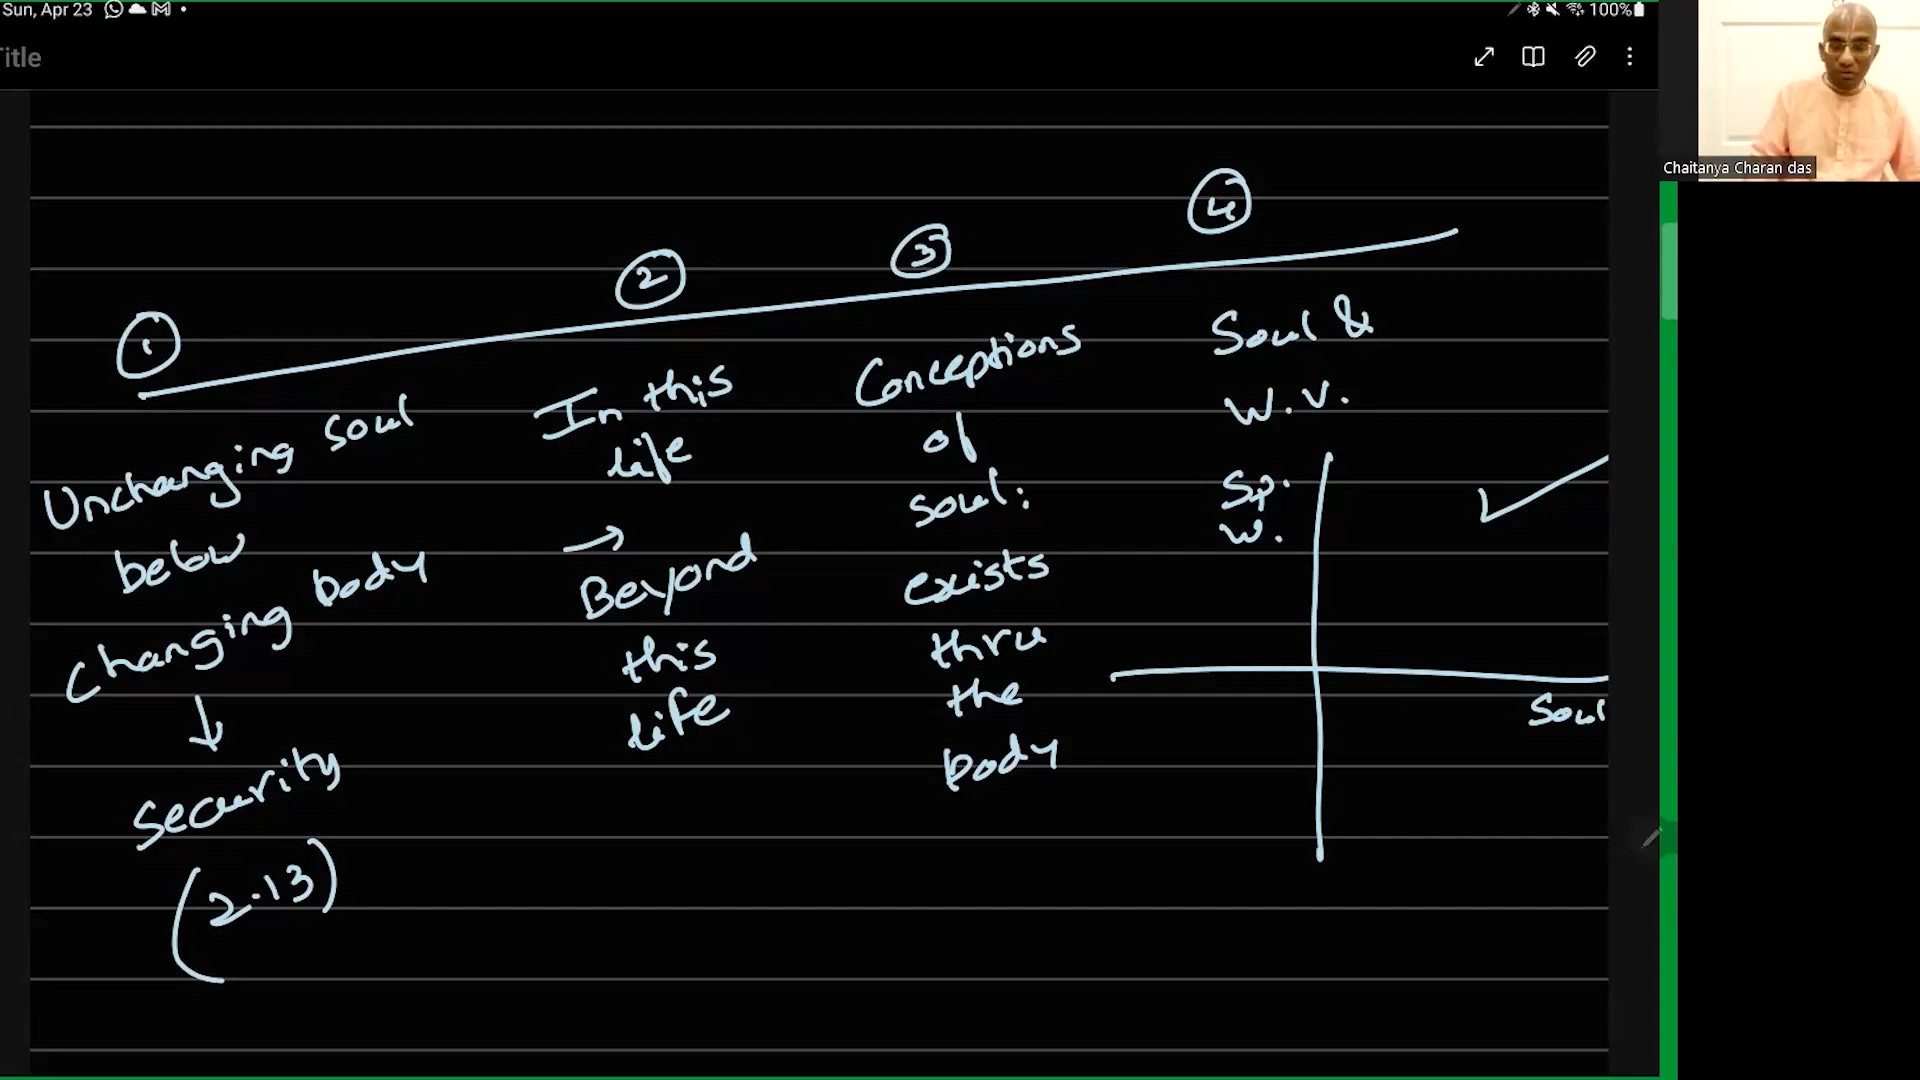 Sun, Apr 23
100%
Title
Chaitanya Charan das
1
Unchanging soul
below
Changing body
↓
Security
(2.13)
2
In this
life
→
Beyond
this
life
3
Conceptions
of
soul:
exists
thru
the
body
4
Soul &
W.V.
Sp.
W.
Soul